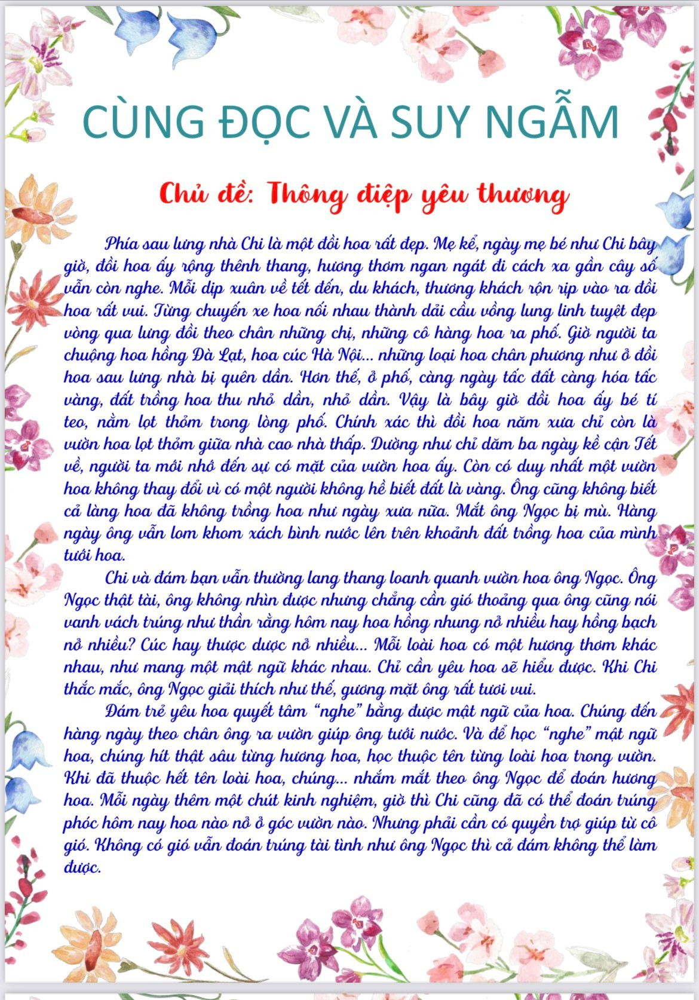 CÙNG ĐỌC VÀ SUY NGẪM
Chủ đề: Thông điệp yêu thương
Phía sau lưng nhà Chi là một đồi hoa rất đẹp. Mẹ kể, ngày mẹ bé như Chi bây
giờ, đồi hoa ấy rộng thênh thang, hương thơm ngan ngát đi cách xa gần cây số
vẫn còn nghe. Mỗi dịp xuân về tết đến, du khách, thương khách rộn rịp vào ra đồi
hoa rất vui. Từng chuyến xe hoa nối nhau thành dải cầu vồng lung linh tuyệt đẹp
vòng qua lưng đồi theo chân những chị, những cô hàng hoa ra phố. Giờ người ta
chuộng hoa hồng Đà Lạt, hoa cúc Hà Nội... những loại hoa chân phương như ở đồi
hoa sau lưng nhà bị quên dần. Hơn thế, ở phố, càng ngày tấc đất càng hóa tấc
vàng, đất trồng hoa thu nhỏ dần, nhỏ dần. Vậy là bây giờ đồi hoa ấy bé tí
teo, nằm lọt thỏm trong lòng phố. Chính xác thì đồi hoa năm xưa chỉ còn là
vườn hoa lọt thỏm giữa nhà cao nhà thấp. Dường như chỉ dăm ba ngày kề cận Tết
về, người ta mới nhớ đến sự có mặt của vườn hoa ấy. Còn có duy nhất một vườn
hoa không thay đổi vì có một người không hề biết đất là vàng. Ông cũng không biết
cả làng hoa đã không trồng hoa như ngày xưa nữa. Mắt ông Ngọc bị mù. Hàng
ngày ông vẫn lom khom xách bình nước lên trên khoảnh đất trồng hoa của mình
tưới hoa.
Chi và đám bạn vẫn thường lang thang loanh quanh vườn hoa ông Ngọc. Ông
Ngọc thật tài, ông không nhìn được nhưng chẳng cần gió thoảng qua ông cũng nói
vanh vách trúng như thần rằng hôm nay hoa hồng nhung nở nhiều hay hồng bạch
nở nhiều? Cúc hay thược dược nở nhiều... Mỗi loài hoa có một hương thơm khác
nhau, như mang một mật ngữ khác nhau. Chỉ cần yêu hoa sẽ hiểu được. Khi Chi
thắc mắc, ông Ngọc giải thích như thế, gương mặt ông rất tươi vui.
Đám trẻ yêu hoa quyết tâm “nghe” bằng được mật ngữ của hoa. Chúng đến
hàng ngày theo chân ông ra vườn giúp ông tưới nước. Và để học “nghe” mật ngữ
hoa, chúng hít thật sâu từng hương hoa, học thuộc tên từng loài hoa trong vườn.
Khi đã thuộc hết tên loài hoa, chúng... nhắm mắt theo ông Ngọc để đoán hương
hoa. Mỗi ngày thêm một chút kinh nghiệm, giờ thì Chi cũng đã có thể đoán trúng
phóc hôm nay hoa nào nở ở góc vườn nào. Nhưng phải cần có quyền trợ giúp từ cô
gió. Không có gió vẫn đoán trúng tài tình như ông Ngọc thì cả đám không thể làm
được.